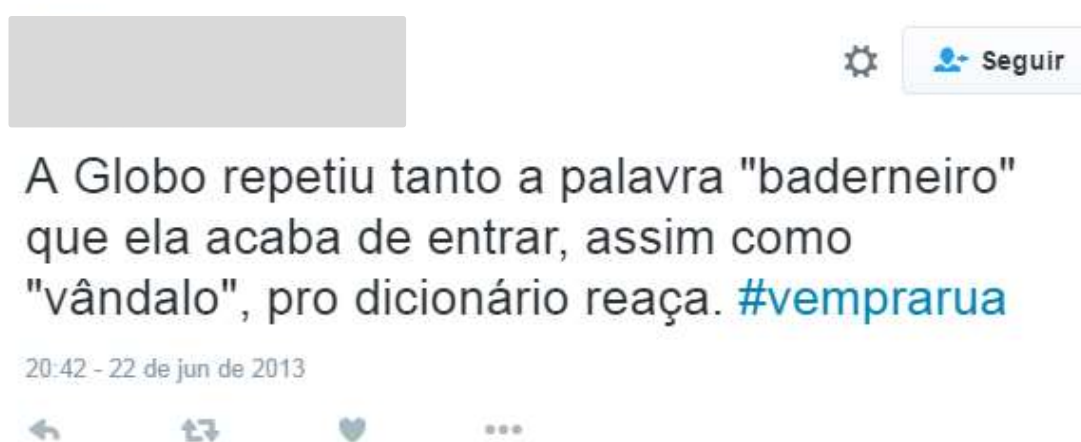 Seguir
A Globo repetiu tanto a palavra "baderneiro"
que ela acaba de entrar, assim como
"vândalo", pro dicionário reaça. #vemprarua
20:42 - 22 de jun de 2013